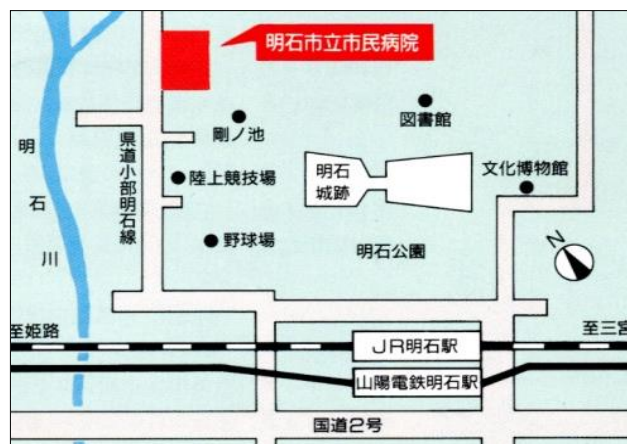 明石市立市民病院
図書館
剛ノ池
明石
城跡
文化博物館
陸上競技場
県道小部明石線
明石川
野球場
明石公園
N
至姫路
至三宮
JR明石駅
山陽電鉄明石駅
国道2号